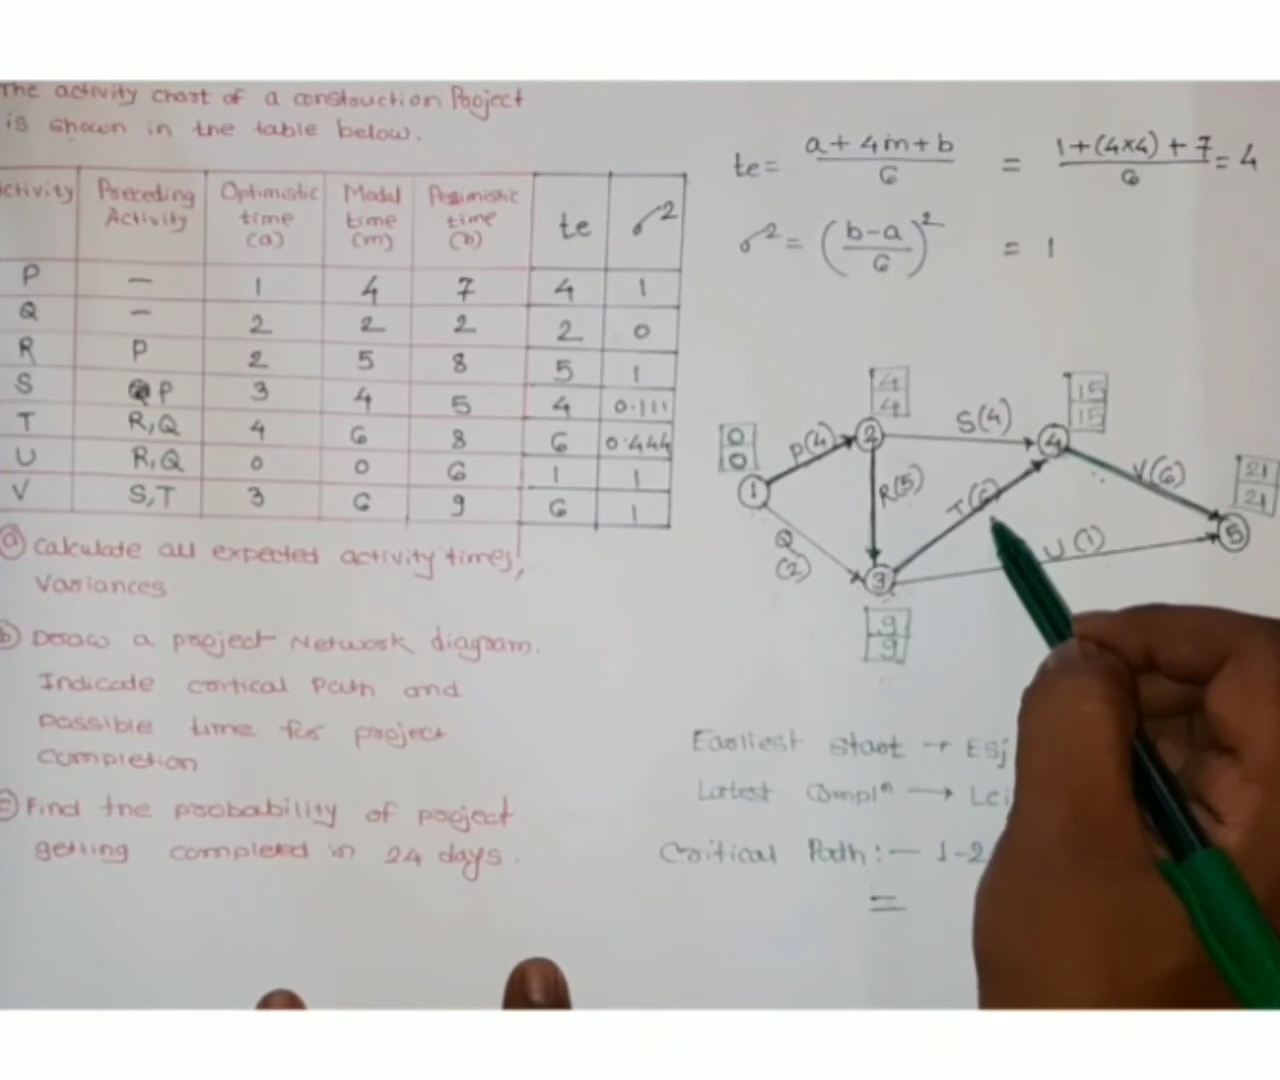 The activity chart of a construction Project
is shown in the table below.
Activity Preceding Activity Optimistic time (a) Modal time (m) Pessimistic time (b) te σ²
P — 1 4 7 4 1
Q — 2 2 2 2 0
R P 2 5 8 5 1
S P 3 4 5 4 0.111
T R,Q 4 6 8 6 0.444
U R,Q 0 0 6 1 1
V S,T 3 6 9 6 1
a Calculate all expected activity times,
Variances
b) Draw a project Network diagram.
Indicate critical Path and
possible time for project
completion
c Find the probability of project
getting completed in 24 days.
te = a + 4m + b / 6 = 1 + (4×4) + 7 / 6 = 4
σ² = (b-a / 6)² = 1
4
4
15
15
S(4)
0
0
P(4)
2
4
V(6)
21
21
1
R(5)
T(6)
Q
(2)
U(1)
5
3
9
9
Earliest start → ESj
Latest Complⁿ → Lci
Critical Path:— 1-2
=